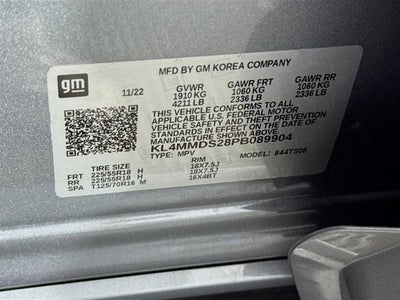 gm
MFD BY GM KOREA COMPANY
11/22 GVWR GAWR FRT GAWR RR
1910 KG 1060 KG 1060 KG
4211 LB 2336 LB 2336 LB
THIS VEHICLE CONFORMS TO ALL
APPLICABLE U.S. FEDERAL MOTOR
VEHICLE SAFETY, BUMPER, AND THEFT
PREVENTION STANDARDS IN EFFECT ON
THE DATE OF MANUFACTURE SHOWN ABOVE.
KL4MMDS28PB089904
TYPE: MPV MODEL: 844TS06
TIRE SIZE RIM
FRT 225/55R18 H 18X7.5J
RR 225/55R18 H 18X7.5J
SPA T125/70R16 M 16X4BT